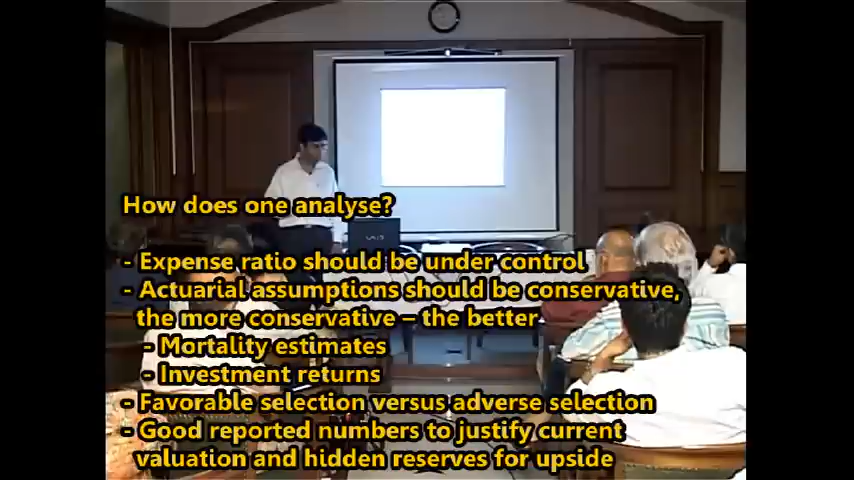 How does one analyse?
- Expense ratio should be under control
- Actuarial assumptions should be conservative,
the more conservative – the better
- Mortality estimates
- Investment returns
- Favorable selection versus adverse selection
- Good reported numbers to justify current
valuation and hidden reserves for upside
VAIO